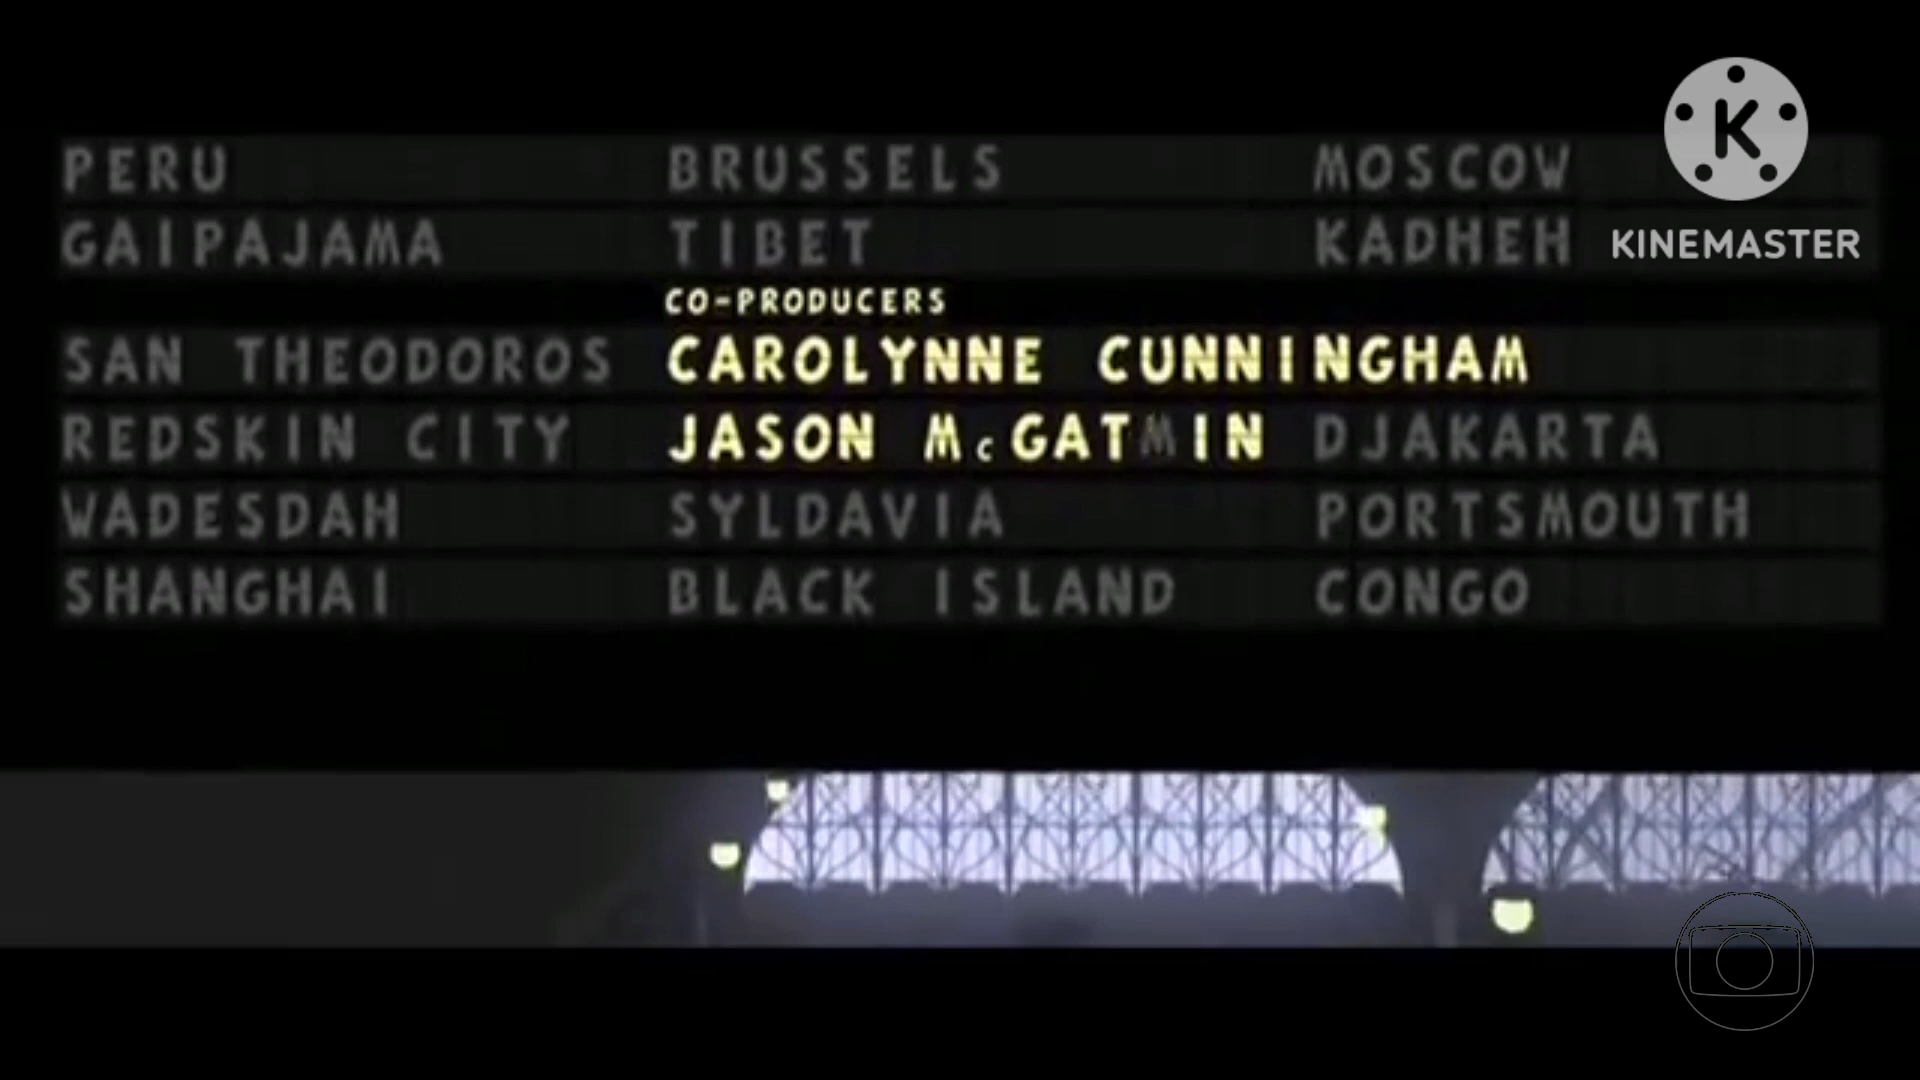 PERU BRUSSELS MOSCOW
GAIPAJAMA TIBET KADHEH
CO-PRODUCERS
SAN THEODOROS CAROLYNNE CUNNINGHAM
REDSKIN CITY JASON McGATMIN DJAKARTA
WADESDAH SYLDAVIA PORTSMOUTH
SHANGHAI BLACK ISLAND CONGO
K
KINEMASTER